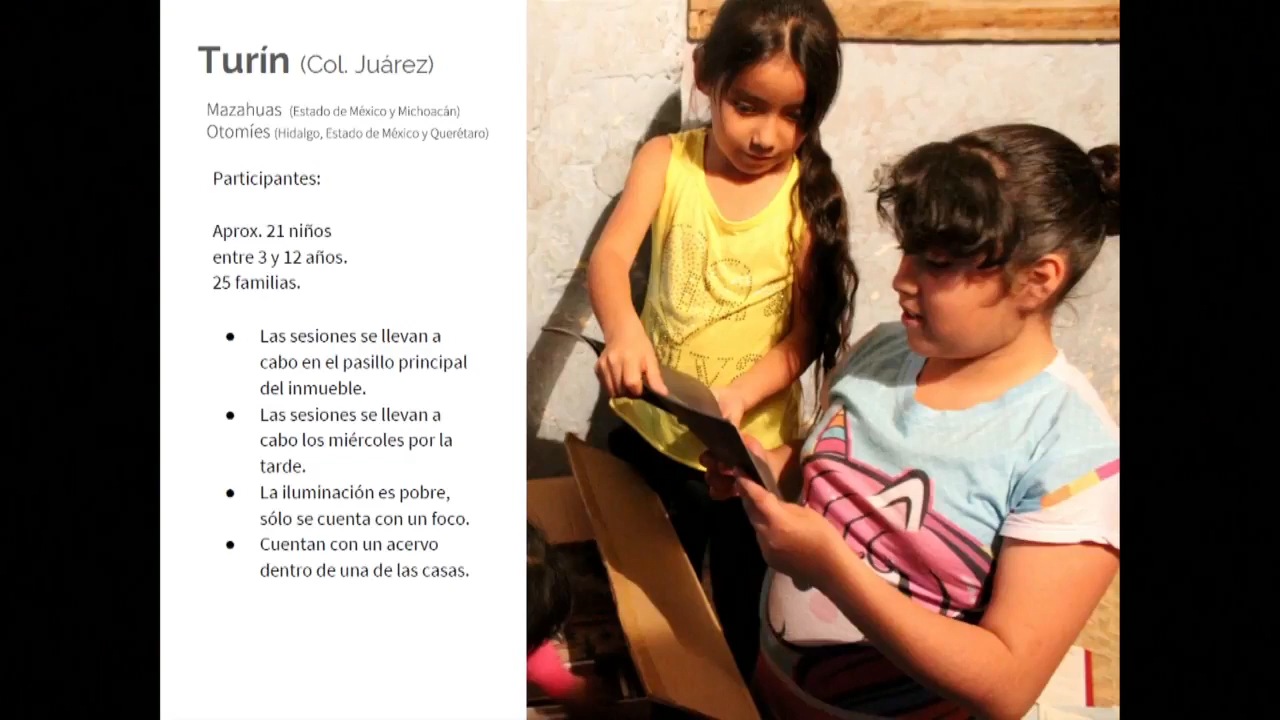 Turín (Col. Juárez)
Mazahuas (Estado de México y Michoacán)
Otomíes (Hidalgo, Estado de México y Querétaro)
Participantes:
Aprox. 21 niños
entre 3 y 12 años.
25 familias.
● Las sesiones se llevan a
cabo en el pasillo principal
del inmueble.
● Las sesiones se llevan a
cabo los miércoles por la
tarde.
● La iluminación es pobre,
sólo se cuenta con un foco.
● Cuentan con un acervo
dentro de una de las casas.